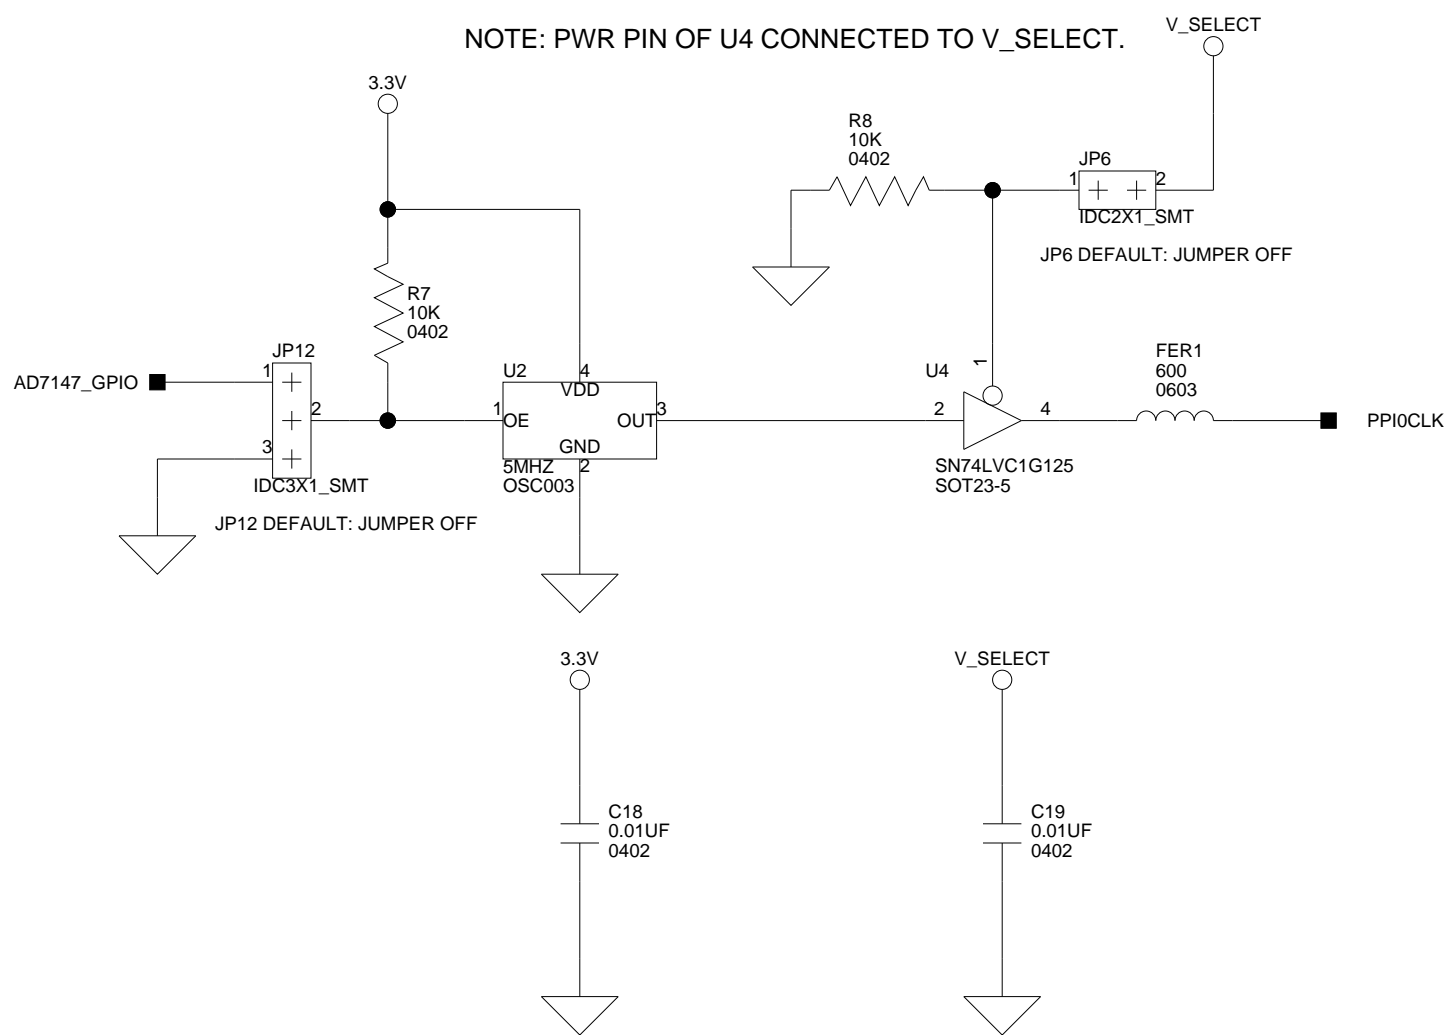 NOTE: PWR PIN OF U4 CONNECTED TO V_SELECT.
V_SELECT
3.3V
R8
10K
0402
JP6
1
2
IDC2X1_SMT
JP6 DEFAULT: JUMPER OFF
R7
10K
0402
JP12
AD7147_GPIO
1
2
3
IDC3X1_SMT
JP12 DEFAULT: JUMPER OFF
U2
4
VDD
1
OE
OUT
3
GND
2
5MHZ
OSC003
U4
1
2
4
SN74LVC1G125
SOT23-5
FER1
600
0603
PPI0CLK
3.3V
C18
0.01UF
0402
V_SELECT
C19
0.01UF
0402